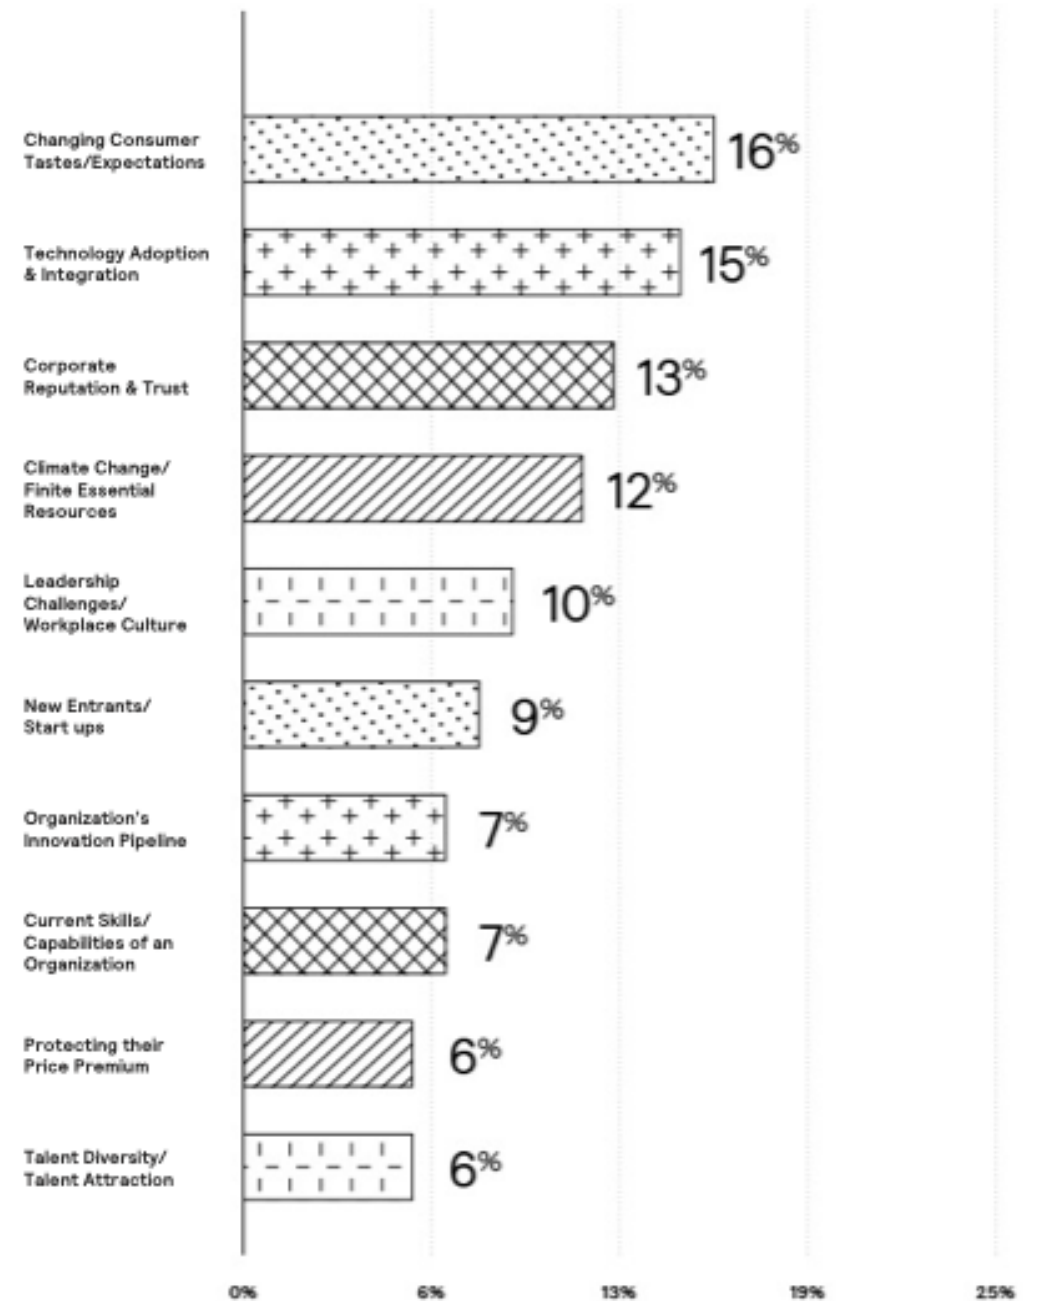 Changing Consumer
Tastes/Expectations
16%
Technology Adoption
& Integration
15%
Corporate
Reputation & Trust
13%
Climate Change/
Finite Essential
Resources
12%
Leadership
Challenges/
Workplace Culture
10%
New Entrants/
Start ups
9%
Organization's
Innovation Pipeline
7%
Current Skills/
Capabilities of an
Organization
7%
Protecting their
Price Premium
6%
Talent Diversity/
Talent Attraction
6%
0% 6% 13% 19% 25%